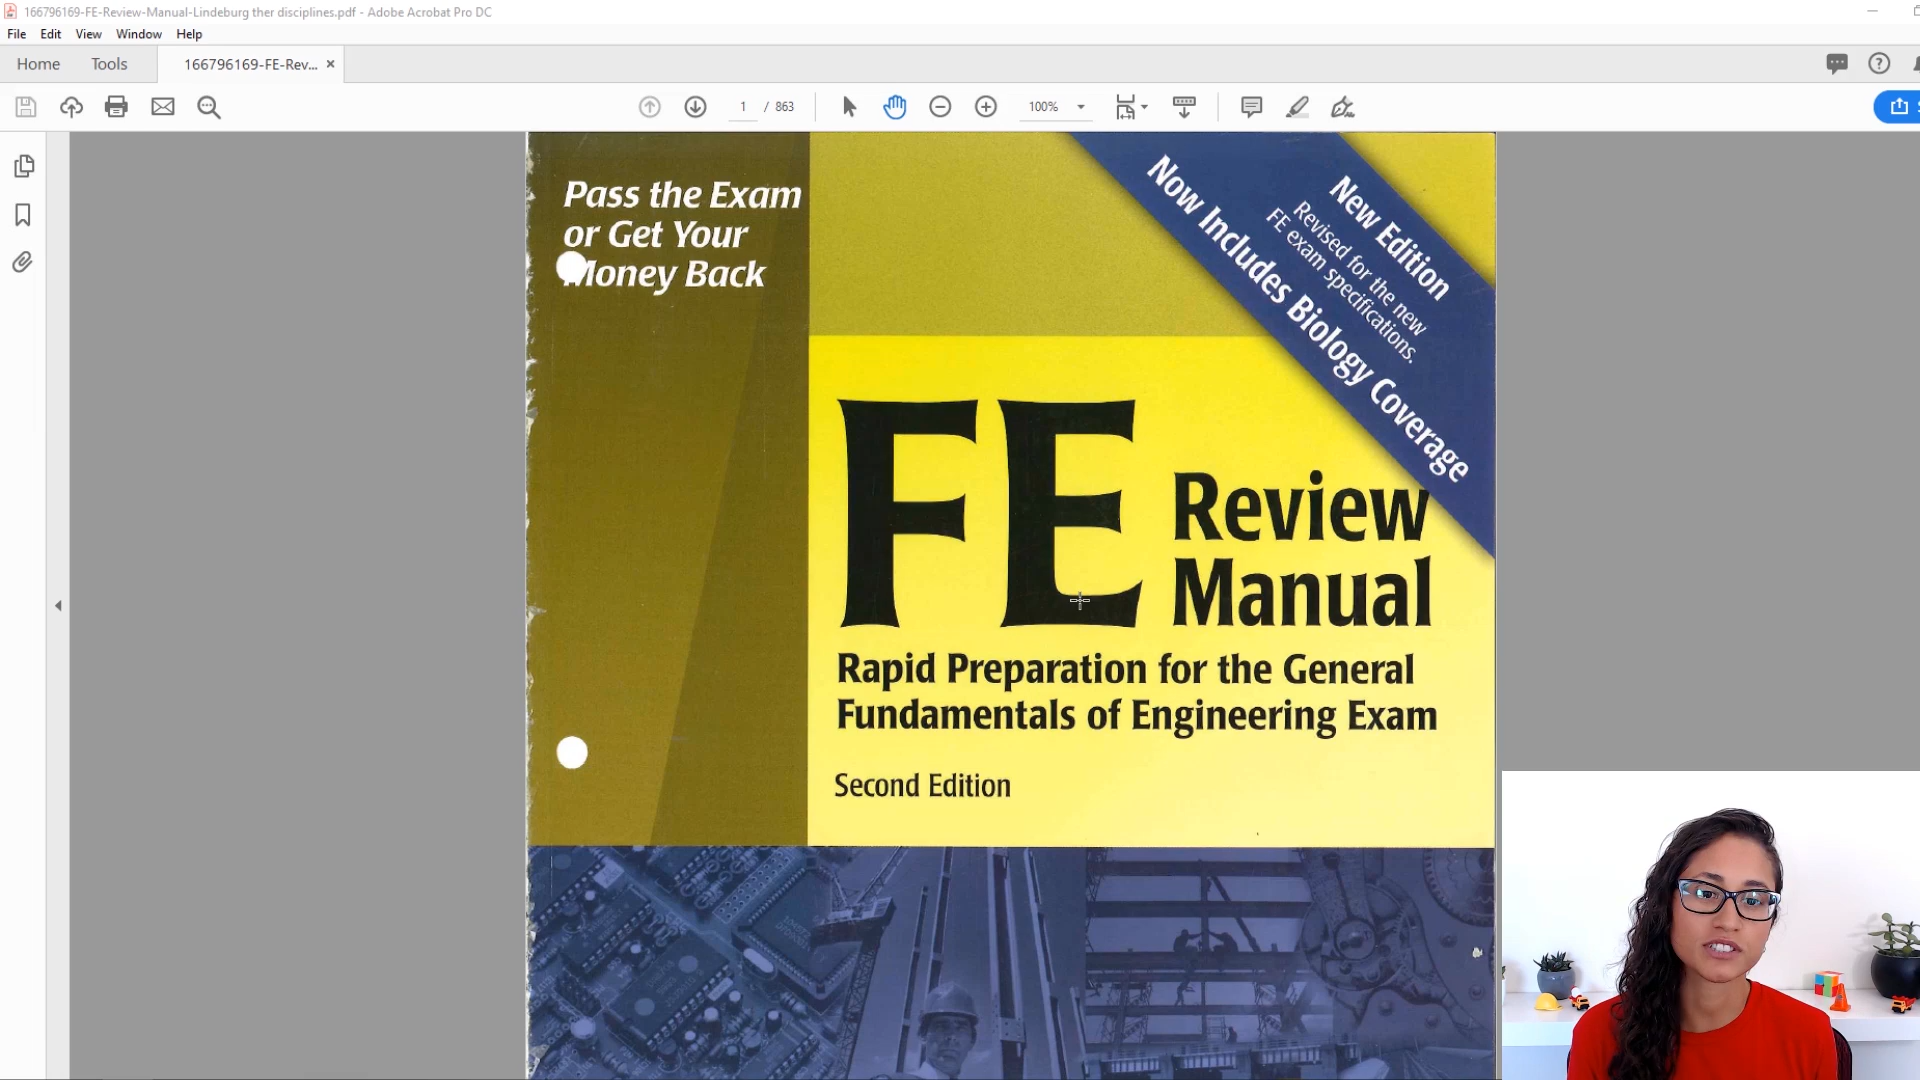 166796169-FE-Review-Manual-Lindeburg ther disciplines.pdf - Adobe Acrobat Pro DC
File Edit View Window Help
Home Tools 166796169-FE-Rev... ×
1 / 863 100%
Pass the Exam
or Get Your
Money Back
New Edition
Revised for the new
FE exam specifications.
Now Includes Biology Coverage
FE Review
Manual
Rapid Preparation for the General
Fundamentals of Engineering Exam
Second Edition